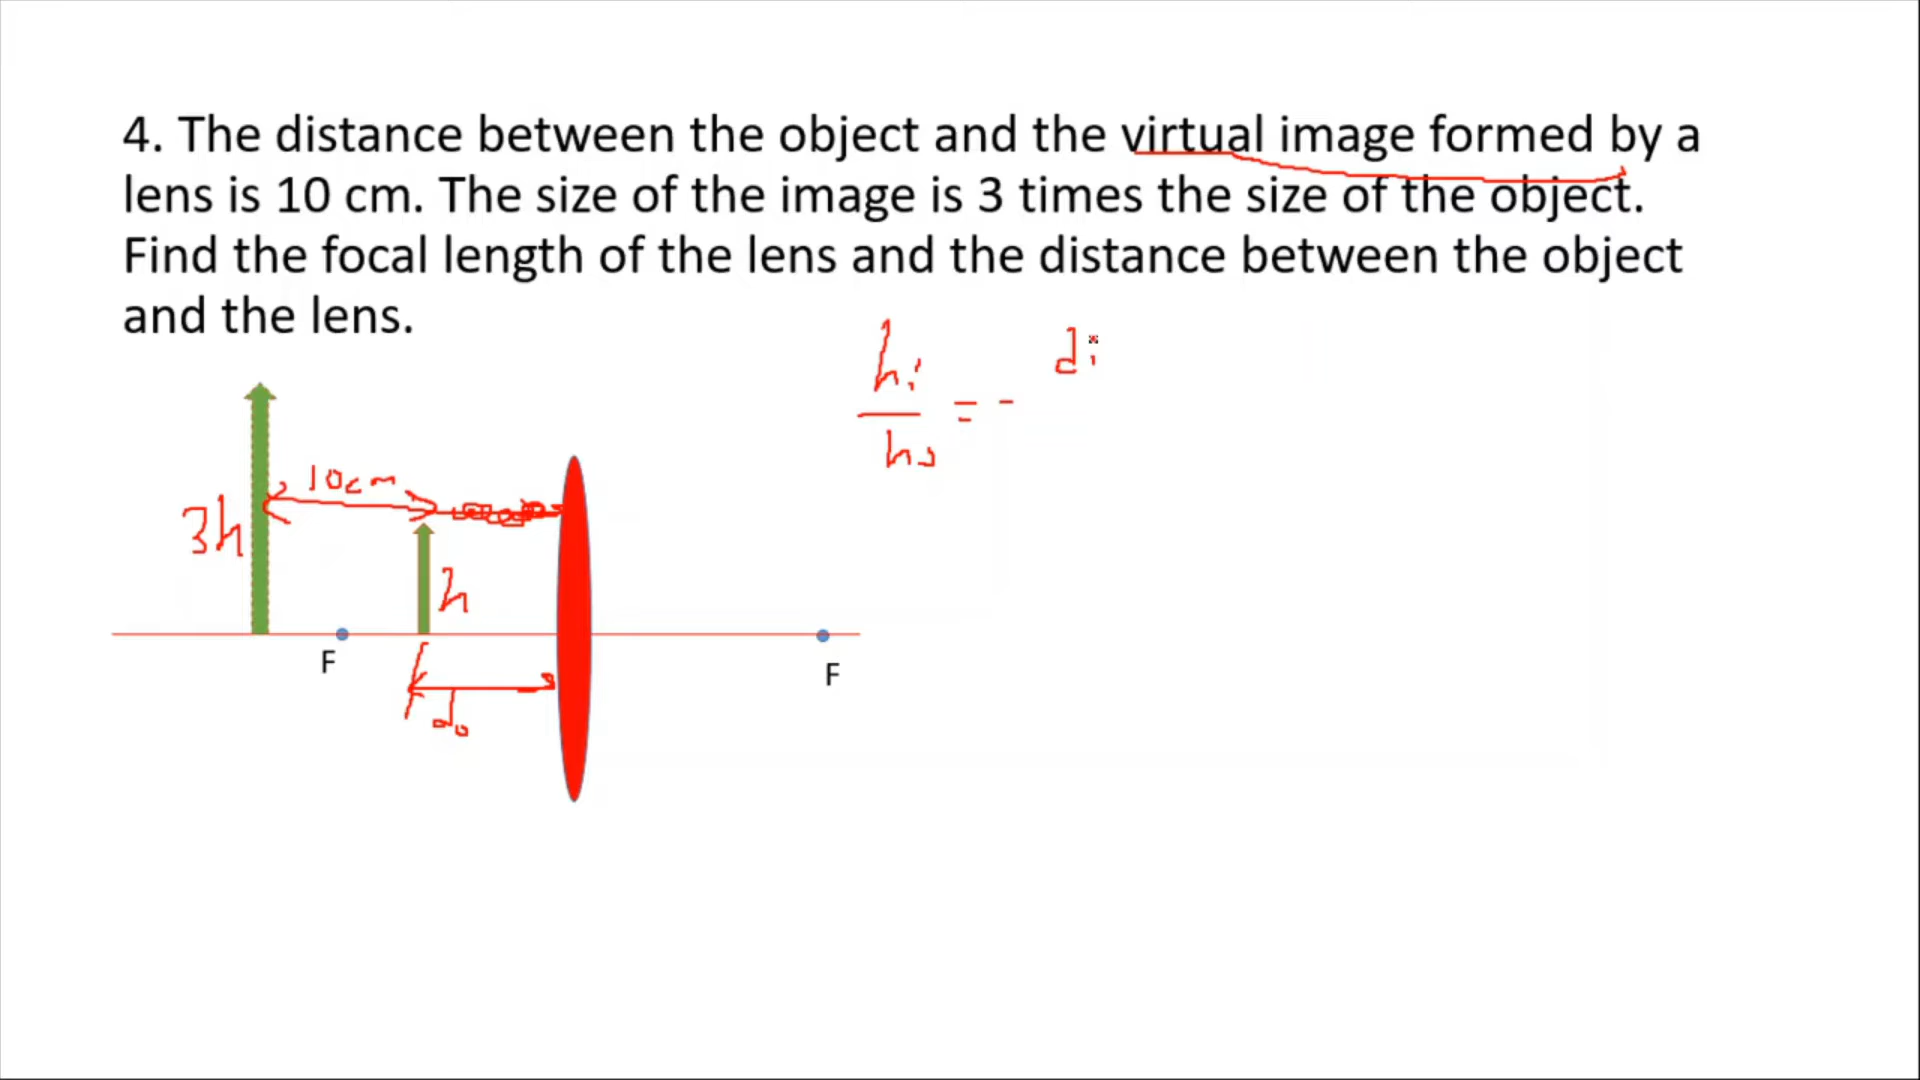 4. The distance between the object and the virtual image formed by a
lens is 10 cm. The size of the image is 3 times the size of the object.
Find the focal length of the lens and the distance between the object
and the lens.
hi
di
= -
ho
10cm
3h
h
F
F
do